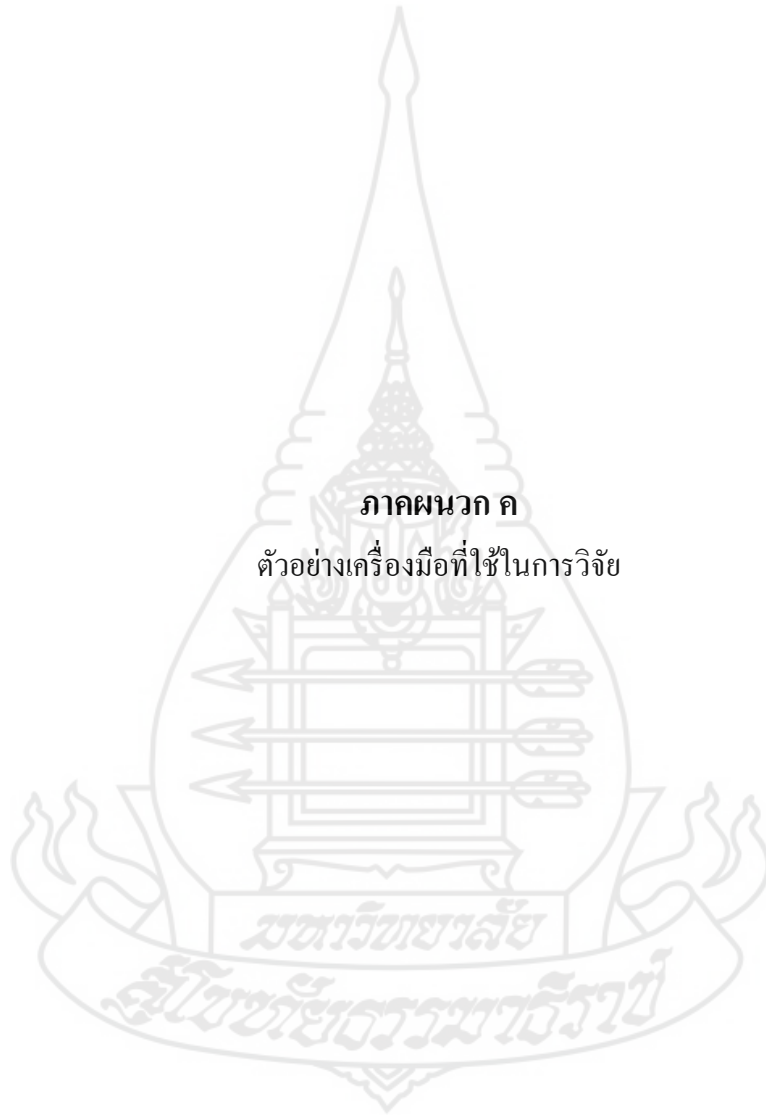 ภาคผนวก ค
ตัวอย่างเครื่องมือที่ใช้ในการวิจัย
มหาวิทยาลัย
สุโขทัยธรรมาธิราช